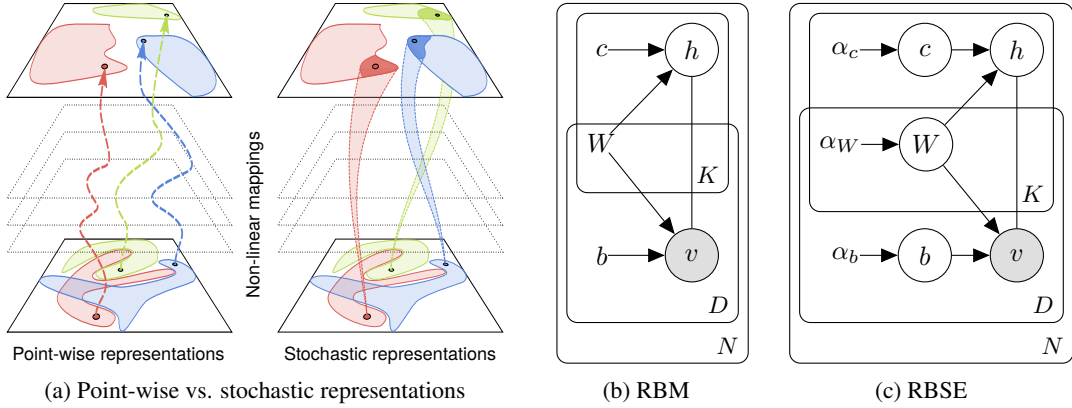 Non-linear mappings
Point-wise representations
Stochastic representations
(a) Point-wise vs. stochastic representations
c
h
W
K
b
v
D
N
(b) RBM
α_c
c
h
α_W
W
K
α_b
b
v
D
N
(c) RBSE